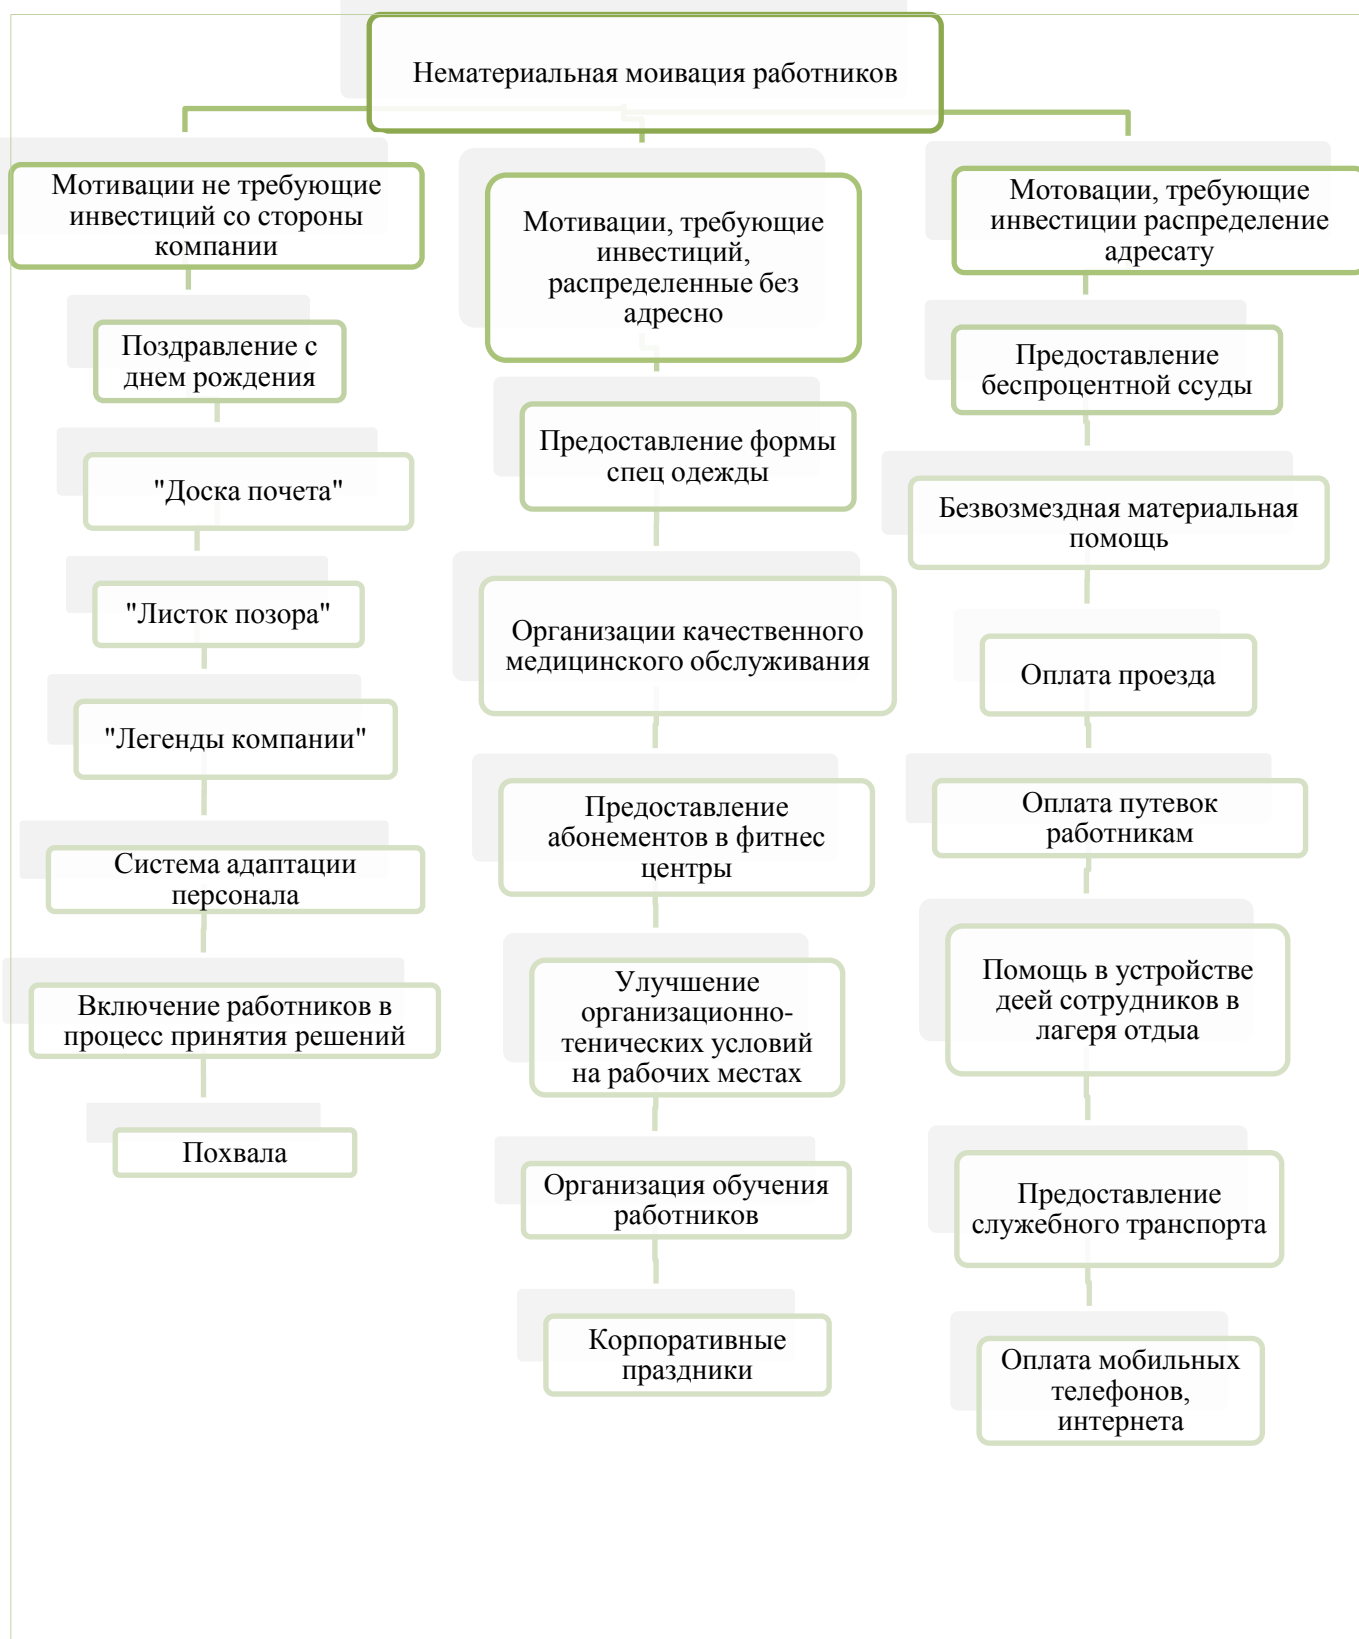 Нематериальная моивация работников
Мотивации не требующие
инвестиций со стороны
компании
Поздравление с
днем рождения
"Доска почета"
"Листок позора"
"Легенды компании"
Система адаптации
персонала
Включение работников в
процесс принятия решений
Похвала
Мотивации, требующие
инвестиций,
распределенные без
адресно
Предоставление формы
спец одежды
Организации качественного
медицинского обслуживания
Предоставление
абонементов в фитнес
центры
Улучшение
организационно-
тенических условий
на рабочих местах
Организация обучения
работников
Корпоративные
праздники
Мотовации, требующие
инвестиции распределение
адресату
Предоставление
беспроцентной ссуды
Безвозмездная материальная
помощь
Оплата проезда
Оплата путевок
работникам
Помощь в устройстве
деей сотрудников в
лагеря отдыа
Предоставление
служебного транспорта
Оплата мобильных
телефонов,
интернета